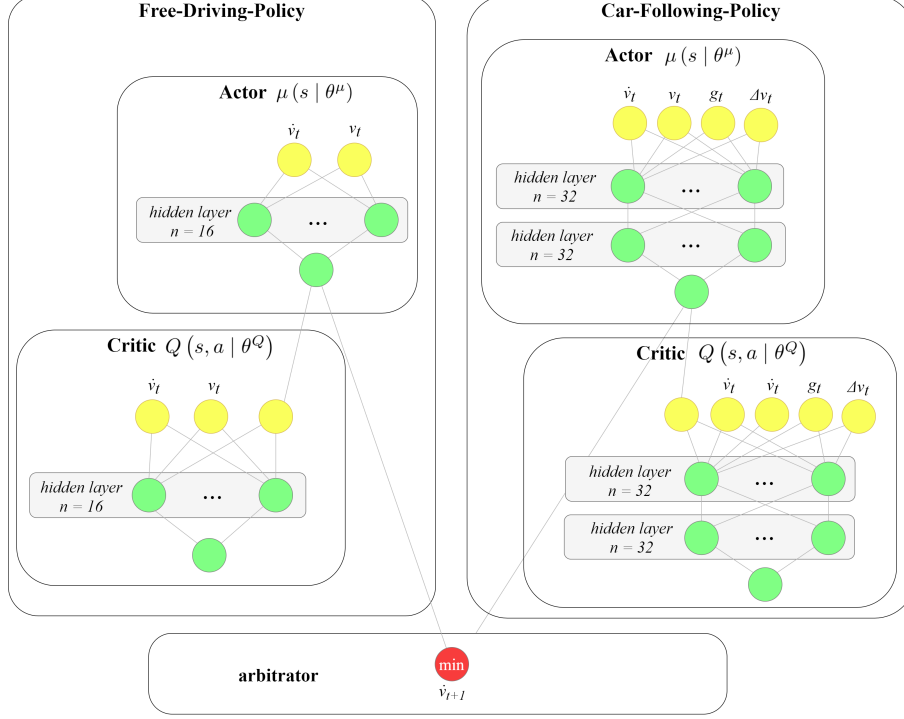 Free-Driving-Policy
Actor μ (s | θ^μ)
v̇_t v_t
hidden layer
n = 16
...
Critic Q (s, a | θ^Q)
v̇_t v_t
hidden layer
n = 16
...
Car-Following-Policy
Actor μ (s | θ^μ)
v̇_t v_t g_t Δv_t
hidden layer
n = 32
...
hidden layer
n = 32
...
Critic Q (s, a | θ^Q)
v̇_t v̇_t g_t Δv_t
hidden layer
n = 32
...
hidden layer
n = 32
...
arbitrator
min
v̇_{t+1}